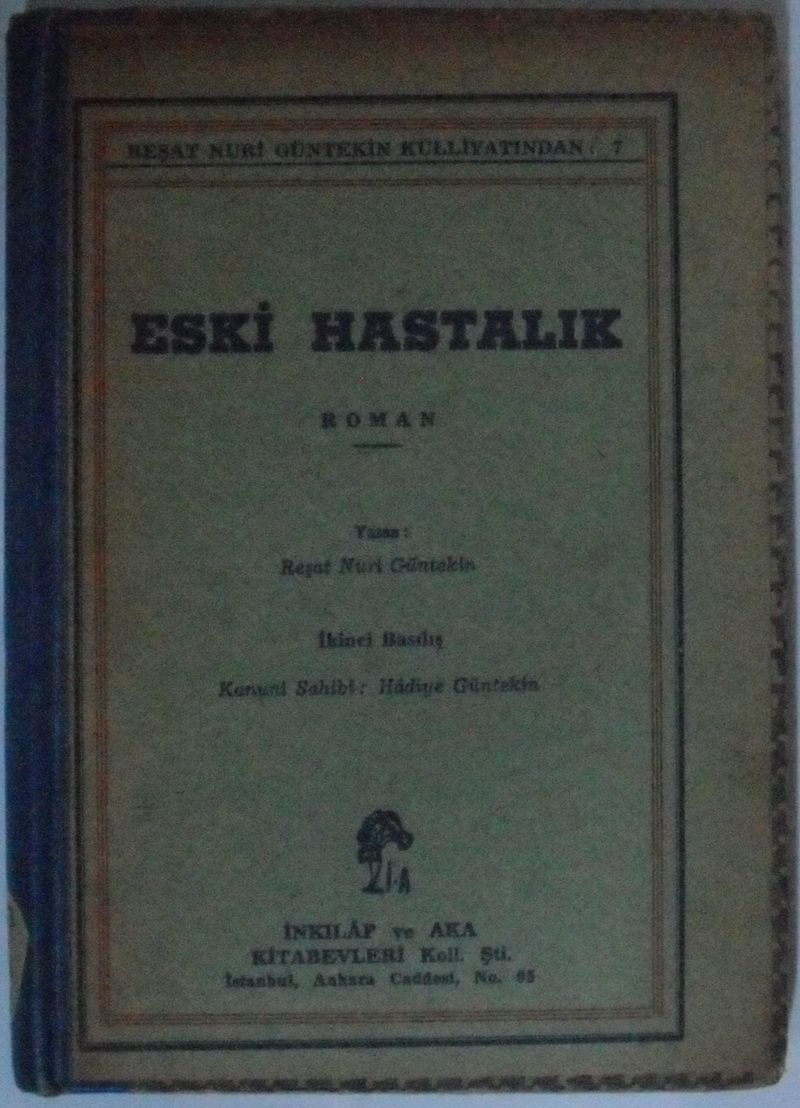 REŞAT NURİ GÜNTEKİN KÜLLİYATINDAN: 7
ESKİ HASTALIK
ROMAN
Yazan:
Reşat Nuri Güntekin
İkinci Basılış
Kanuni Sahibi: Hâdiye Güntekin
İ-A
İNKILÂP ve AKA
KİTABEVLERİ Koll. Şti.
İstanbul, Ankara Caddesi, No. 95